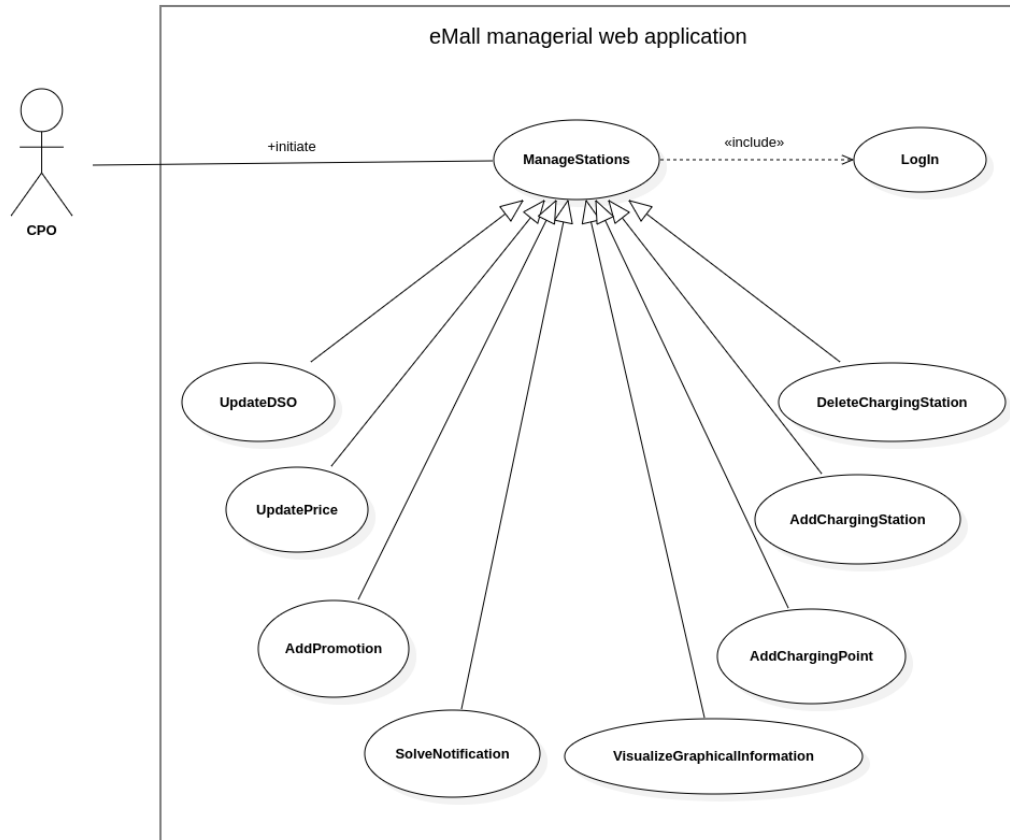 eMall managerial web application
+initiate
ManageStations
«include»
LogIn
CPO
UpdateDSO
DeleteChargingStation
UpdatePrice
AddChargingStation
AddPromotion
AddChargingPoint
SolveNotification
VisualizeGraphicalInformation